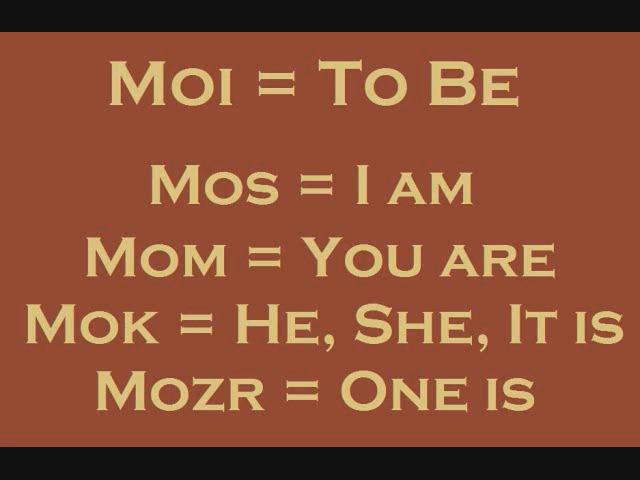 Moi = To Be
Mos = I am
Mom = You are
Mok = He, She, It is
Mozr = One is